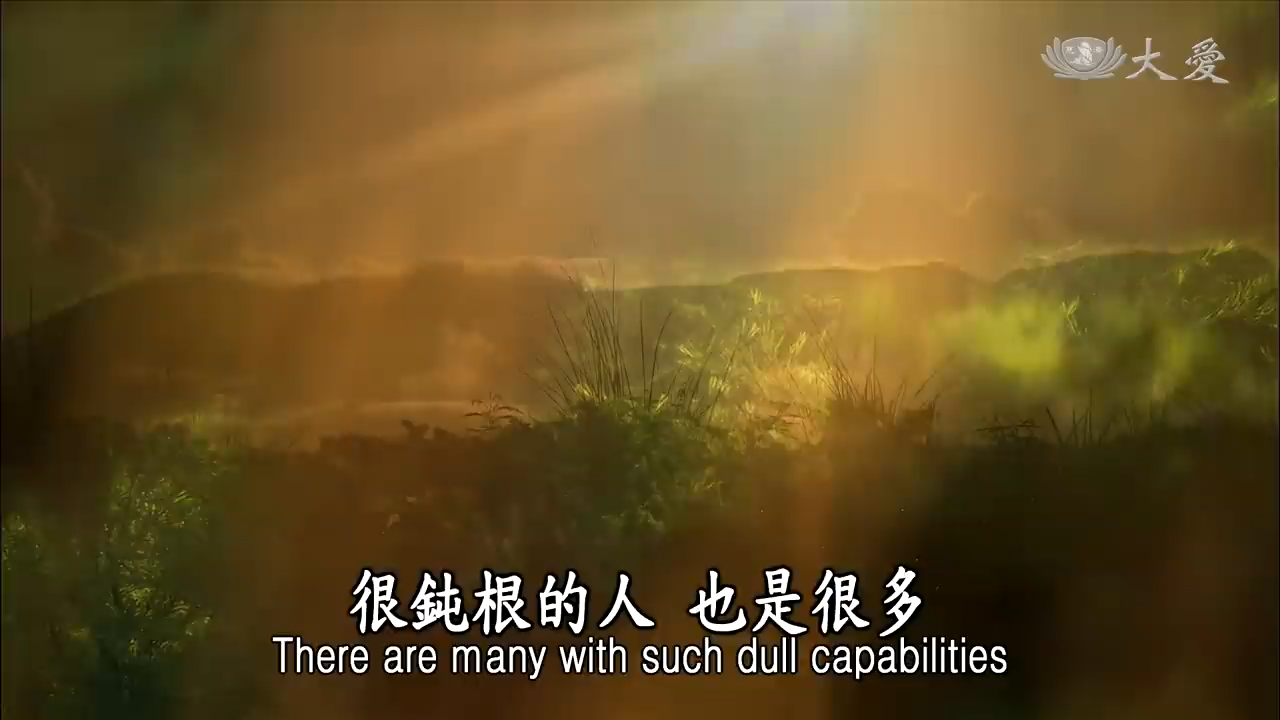 大愛
很鈍根的人 也是很多
There are many with such dull capabilities